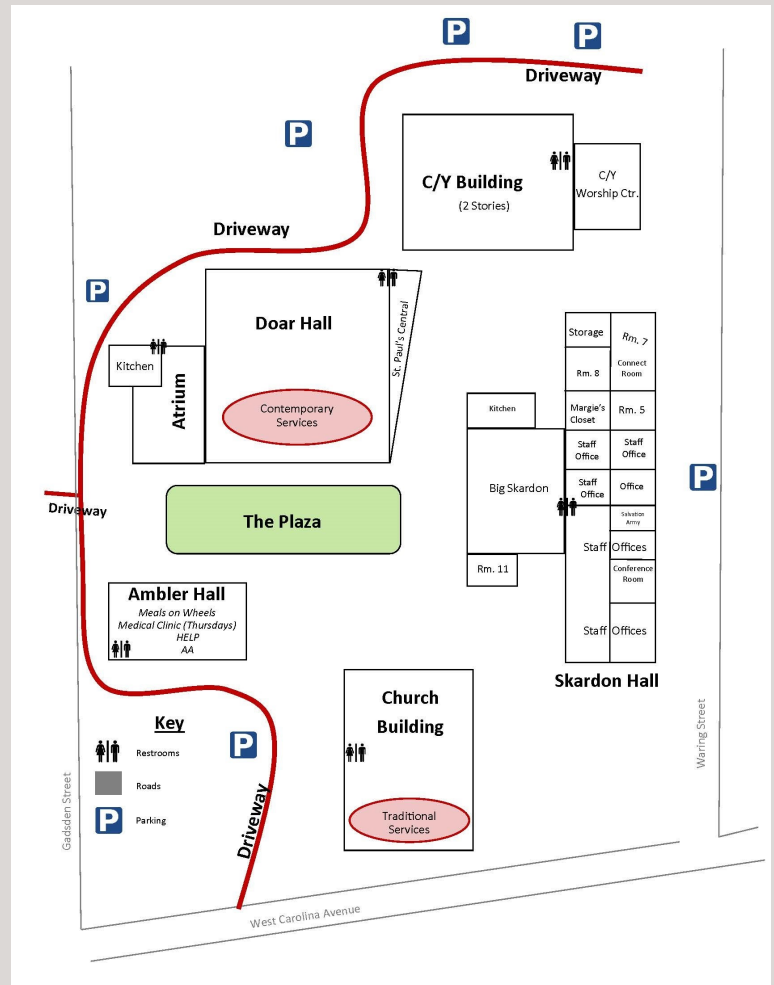 P
P
Driveway
P
C/Y Building
(2 Stories)
C/Y
Worship Ctr.
Driveway
P
Doar Hall
St. Paul's Central
Kitchen
Atrium
Contemporary
Services
Storage
Rm. 7
Rm. 8
Connect
Room
Kitchen
Margie's
Closet
Rm. 5
Staff
Office
Staff
Office
Big Skardon
Staff
Office
Office
P
Driveway
The Plaza
Salvation
Army
Staff Offices
Rm. 11
Conference
Room
Staff Offices
Skardon Hall
Ambler Hall
Meals on Wheels
Medical Clinic (Thursdays)
HELP
AA
Church
Building
Traditional
Services
Key
Restrooms
Roads
P
Parking
P
Driveway
Gadsden Street
Waring Street
West Carolina Avenue